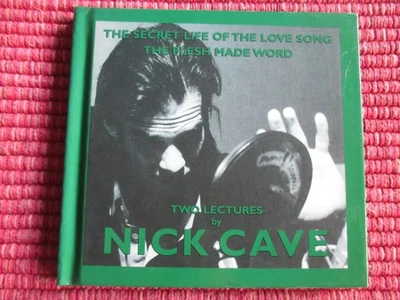 THE SECRET LIFE OF THE LOVE SONG
THE FLESH MADE WORD
TWO LECTURES
by
NICK CAVE